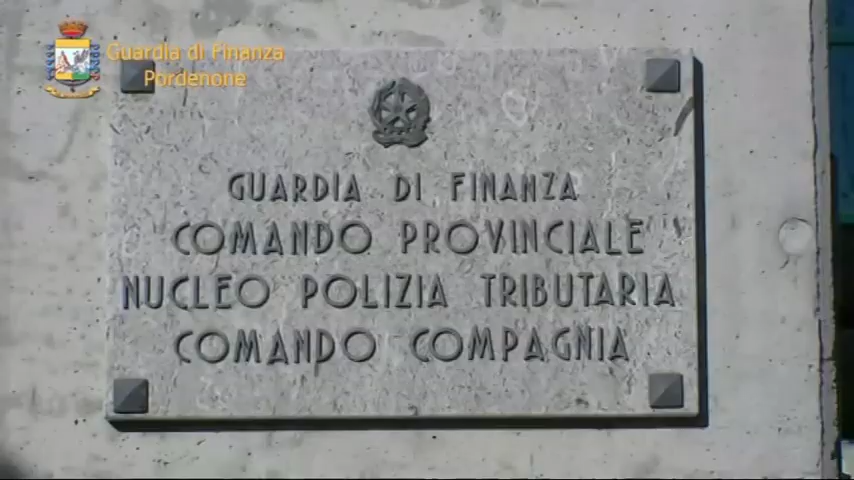 Guardia di Finanza
Pordenone
GUARDIA DI FINANZA
COMANDO PROVINCIALE
NUCLEO POLIZIA TRIBUTARIA
COMANDO COMPAGNIA